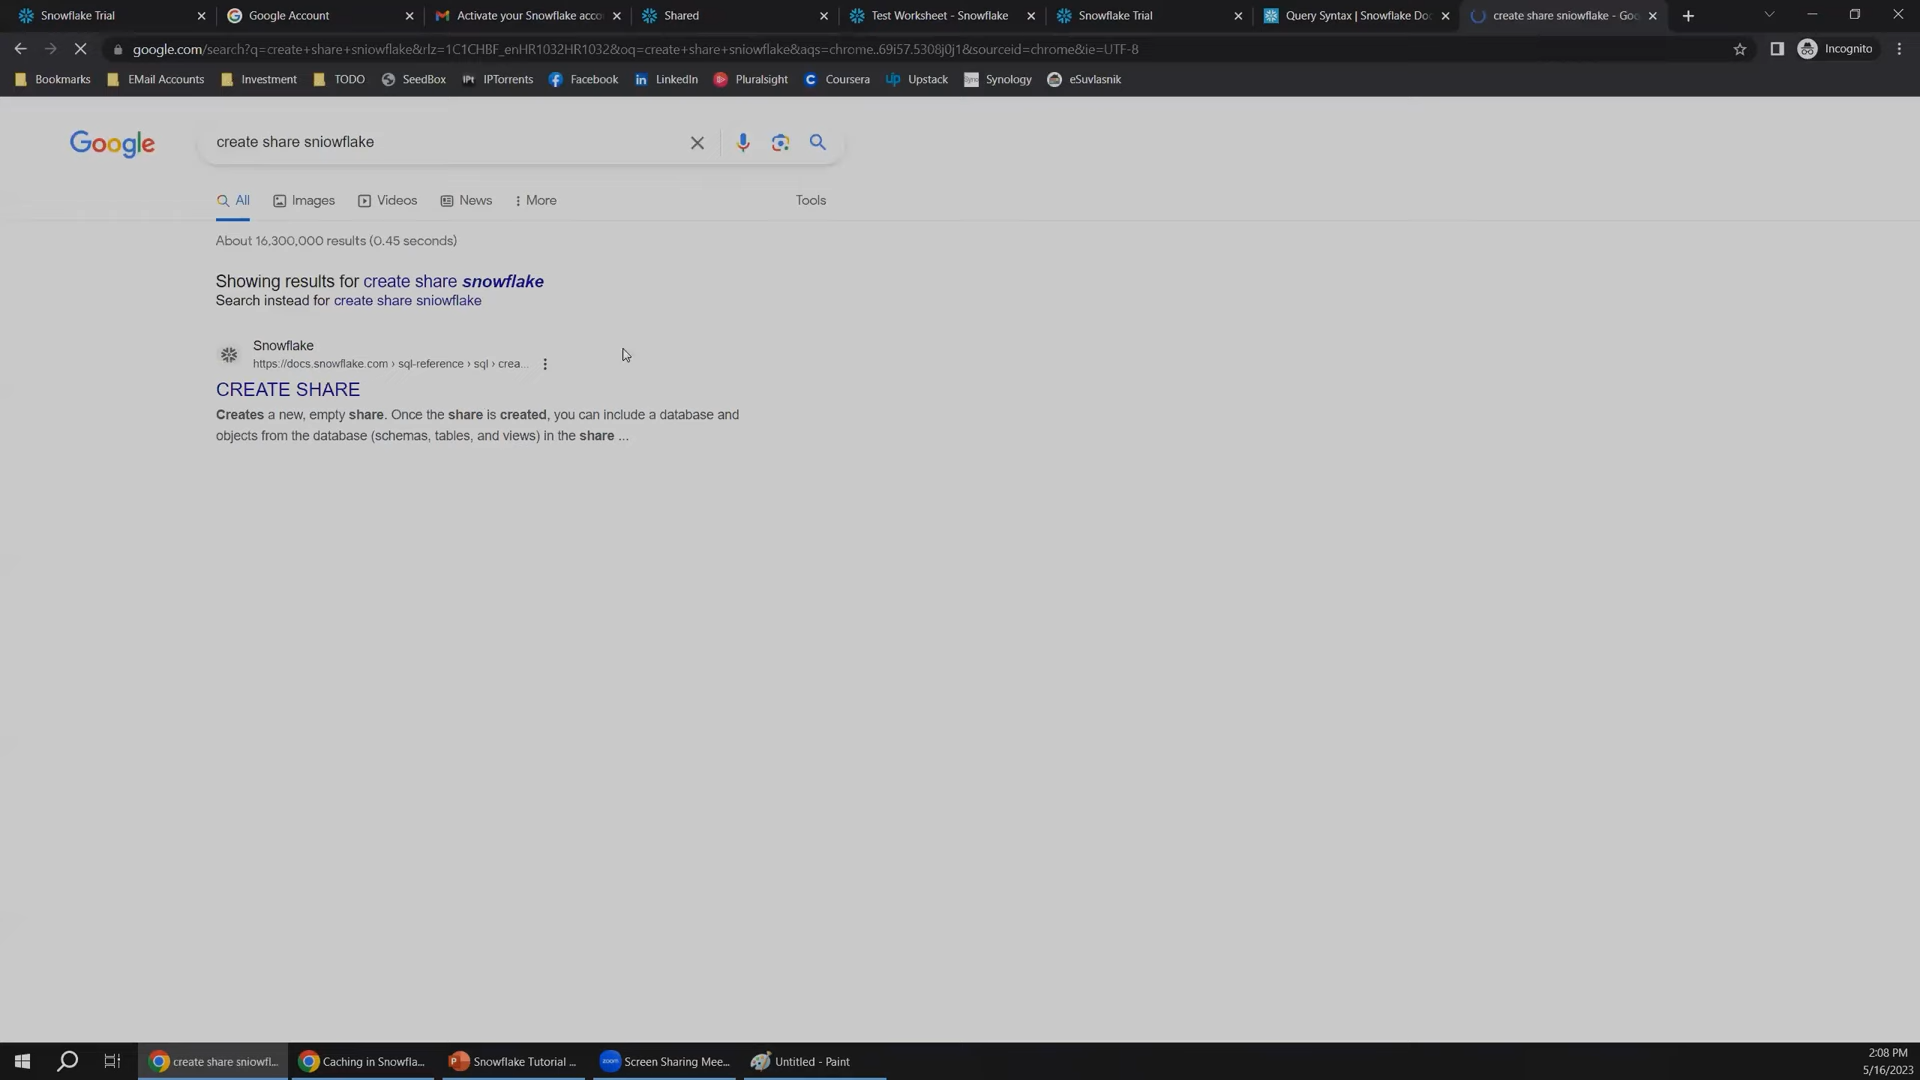 Snowflake Trial
Google Account
Activate your Snowflake acco
Shared
Test Worksheet - Snowflake
Snowflake Trial
Query Syntax | Snowflake Do
create share sniowflake - Goo
google.com/search?q=create+share+sniowflake&rlz=1C1CHBF_enHR1032HR1032&oq=create+share+sniowflake&aqs=chrome..69i57.5308j0j1&sourceid=chrome&ie=UTF-8
Incognito
Bookmarks
EMail Accounts
Investment
TODO
SeedBox
IPTorrents
Facebook
LinkedIn
Pluralsight
Coursera
Upstack
Synology
eSuvlasnik
Google
create share sniowflake
All
Images
Videos
News
More
Tools
About 16,300,000 results (0.45 seconds)
Showing results for create share snowflake
Search instead for create share sniowflake
Snowflake
https://docs.snowflake.com › sql-reference › sql › crea...
CREATE SHARE
Creates a new, empty share. Once the share is created, you can include a database and
objects from the database (schemas, tables, and views) in the share ...
create share sniowfl...
Caching in Snowfla...
Snowflake Tutorial ...
zoom
Screen Sharing Mee...
Untitled - Paint
2:08 PM
5/16/2023